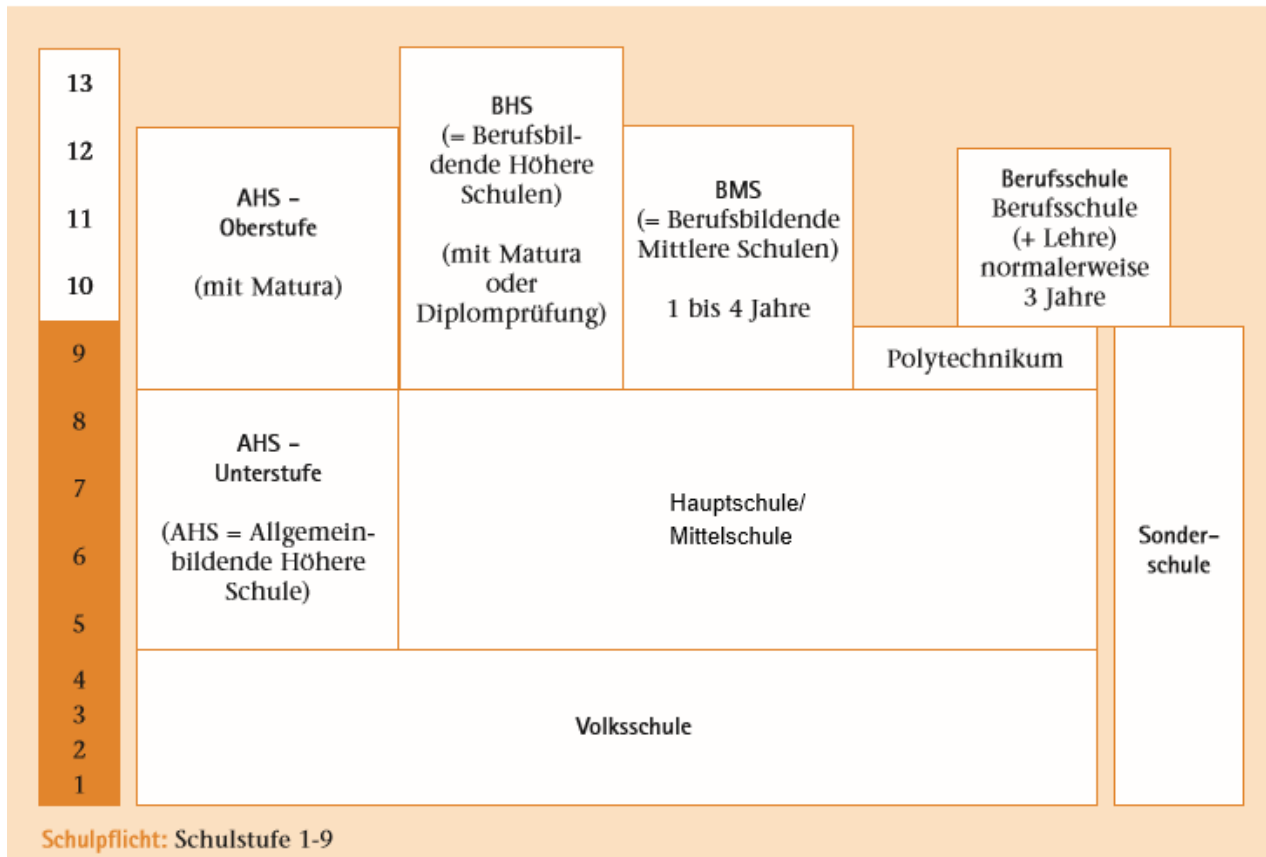 13
12
11
10
9
8
7
6
5
4
3
2
1
AHS –
Oberstufe
(mit Matura)
BHS
(= Berufsbil-
dende Höhere
Schulen)
(mit Matura
oder
Diplomprüfung)
BMS
(= Berufsbildende
Mittlere Schulen)
1 bis 4 Jahre
Berufsschule
Berufsschule
(+ Lehre)
normalerweise
3 Jahre
Polytechnikum
AHS –
Unterstufe
(AHS = Allgemein-
bildende Höhere
Schule)
Hauptschule/
Mittelschule
Sonder-
schule
Volksschule
Schulpflicht: Schulstufe 1-9